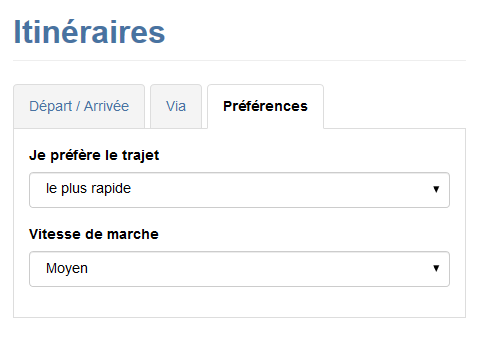 Itinéraires
Départ / Arrivée Via Préférences
Je préfère le trajet
le plus rapide
Vitesse de marche
Moyen